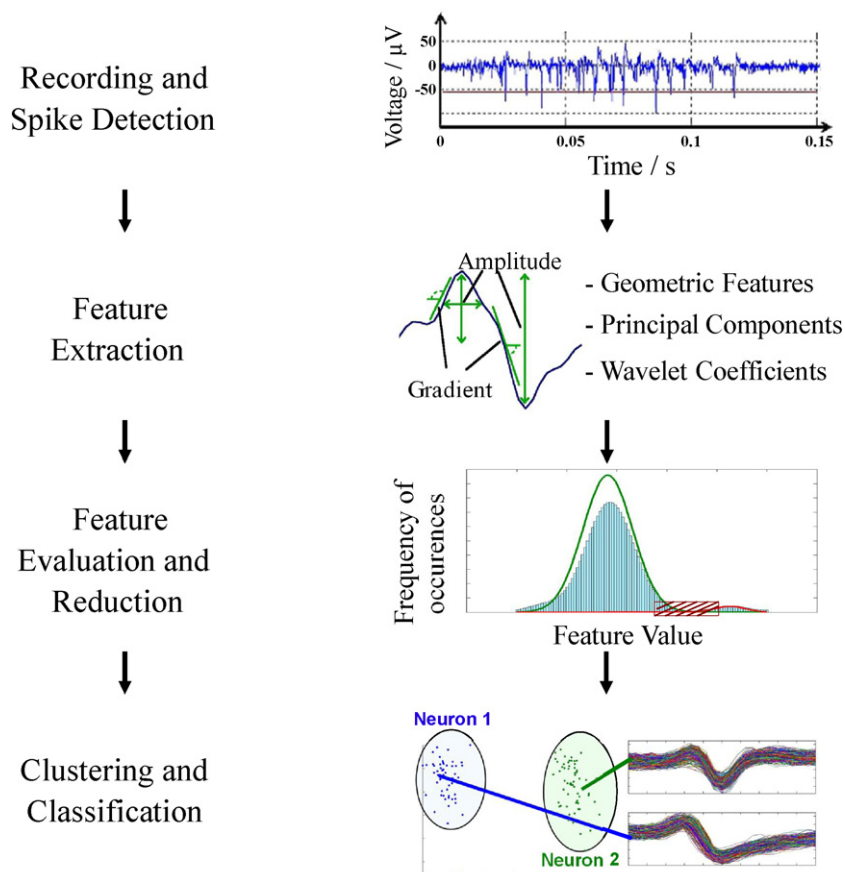 Recording and
Spike Detection
Voltage / µV
50
0
-50
0
0.05
0.1
0.15
Time / s
Feature
Extraction
Amplitude
Gradient
- Geometric Features
- Principal Components
- Wavelet Coefficients
Feature
Evaluation and
Reduction
Frequency of
occurences
Feature Value
Clustering and
Classification
Neuron 1
Neuron 2